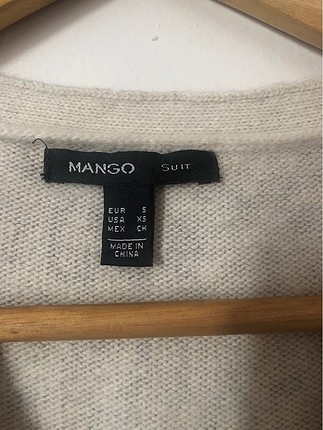 MANGO SUIT
EUR S
USA XS
MEX CH
MADE IN
CHINA